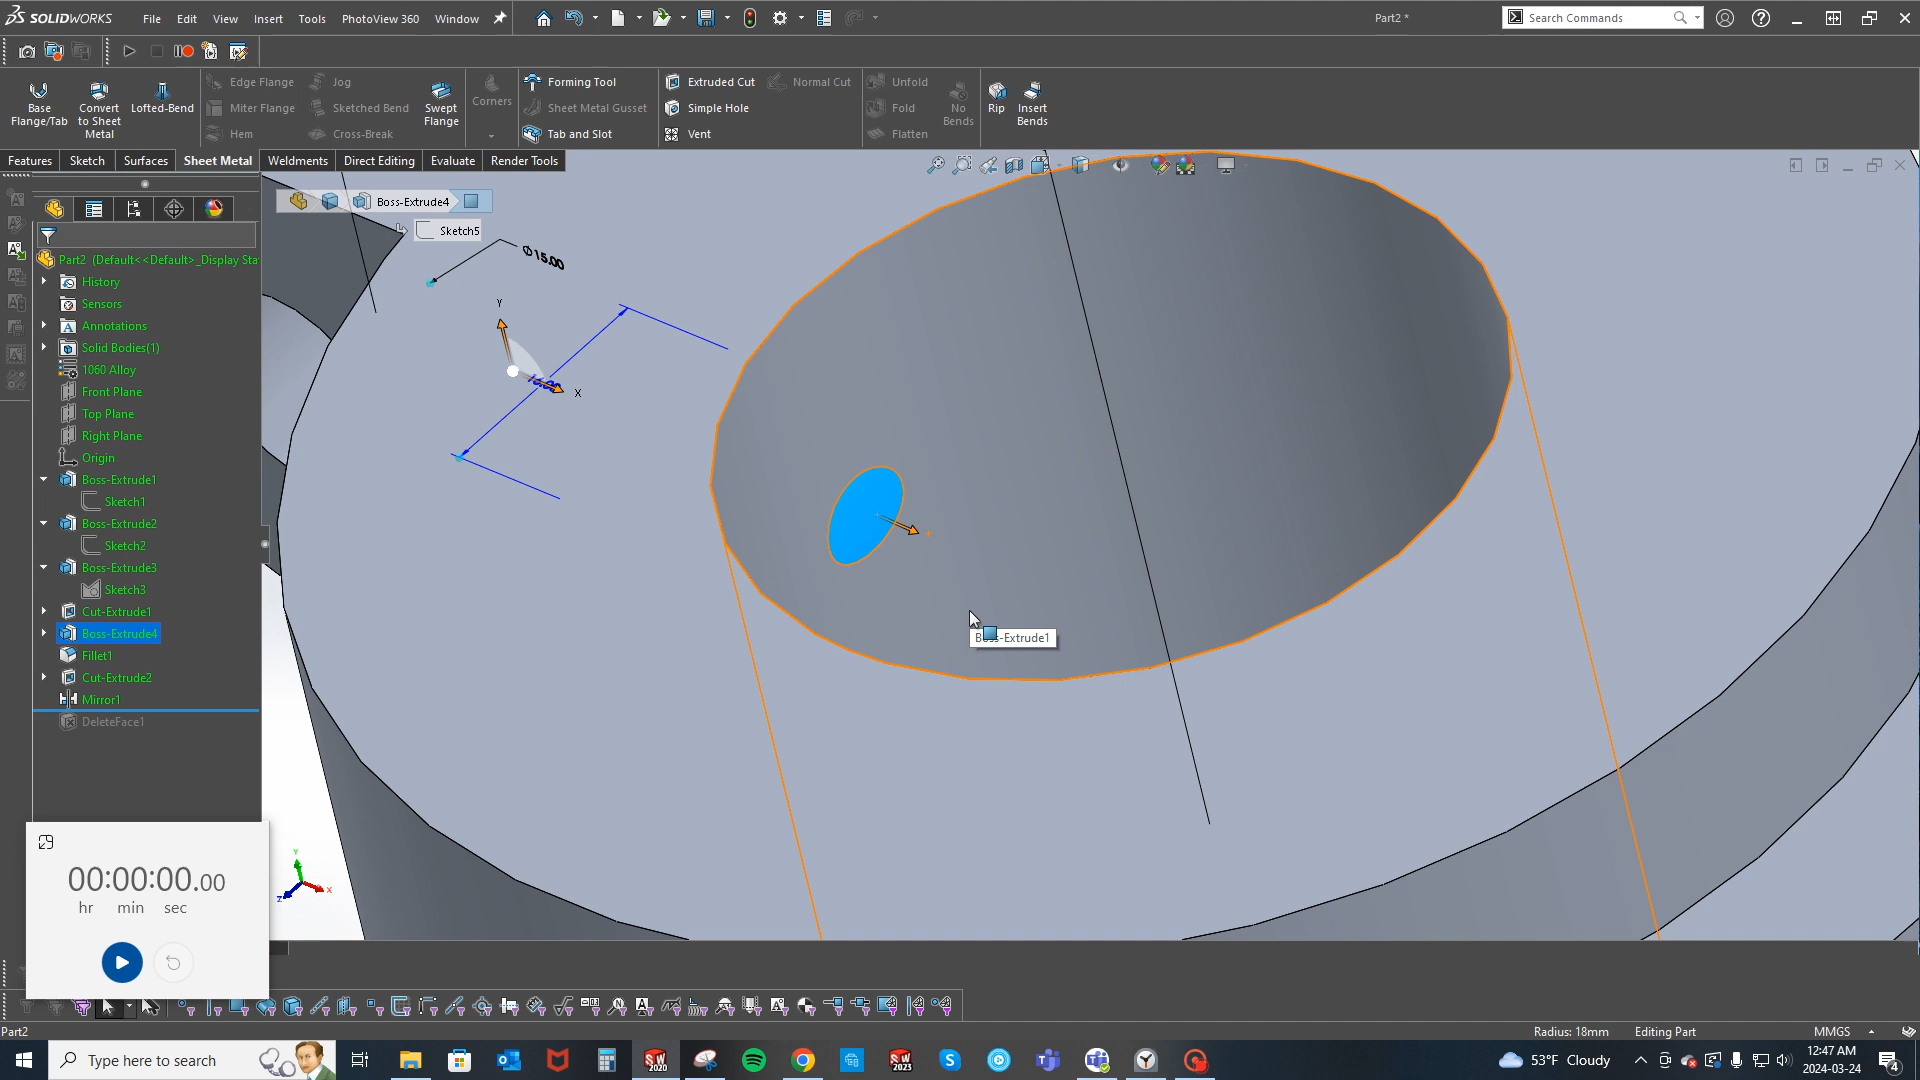 SOLIDWORKS File Edit View Insert Tools PhotoView 360 Window Part2 * Search Commands
Base Flange/Tab
Convert to Sheet Metal
Lofted-Bend
Edge Flange
Miter Flange
Hem
Jog
Sketched Bend
Cross-Break
Swept Flange
Corners
Forming Tool
Sheet Metal Gusset
Tab and Slot
Extruded Cut
Simple Hole
Vent
Normal Cut
Unfold
Fold
Flatten
No Bends
Rip
Insert Bends
Features Sketch Surfaces Sheet Metal Weldments Direct Editing Evaluate Render Tools
Boss-Extrude4
Sketch5
Φ15.00
Y
X
Part2 (Default<<Default>_Display Sta
History
Sensors
Annotations
Solid Bodies(1)
1060 Alloy
Front Plane
Top Plane
Right Plane
Origin
Boss-Extrude1
Sketch1
Boss-Extrude2
Sketch2
Boss-Extrude3
Sketch3
Cut-Extrude1
Boss-Extrude4
Fillet1
Cut-Extrude2
Mirror1
DeleteFace1
Boss-Extrude1
00:00:00.00
hr min sec
Y
X
Z
Part2 Radius: 18mm Editing Part MMGS
Type here to search
SW 2020
SW 2023
53°F Cloudy
12:47 AM
2024-03-24
4